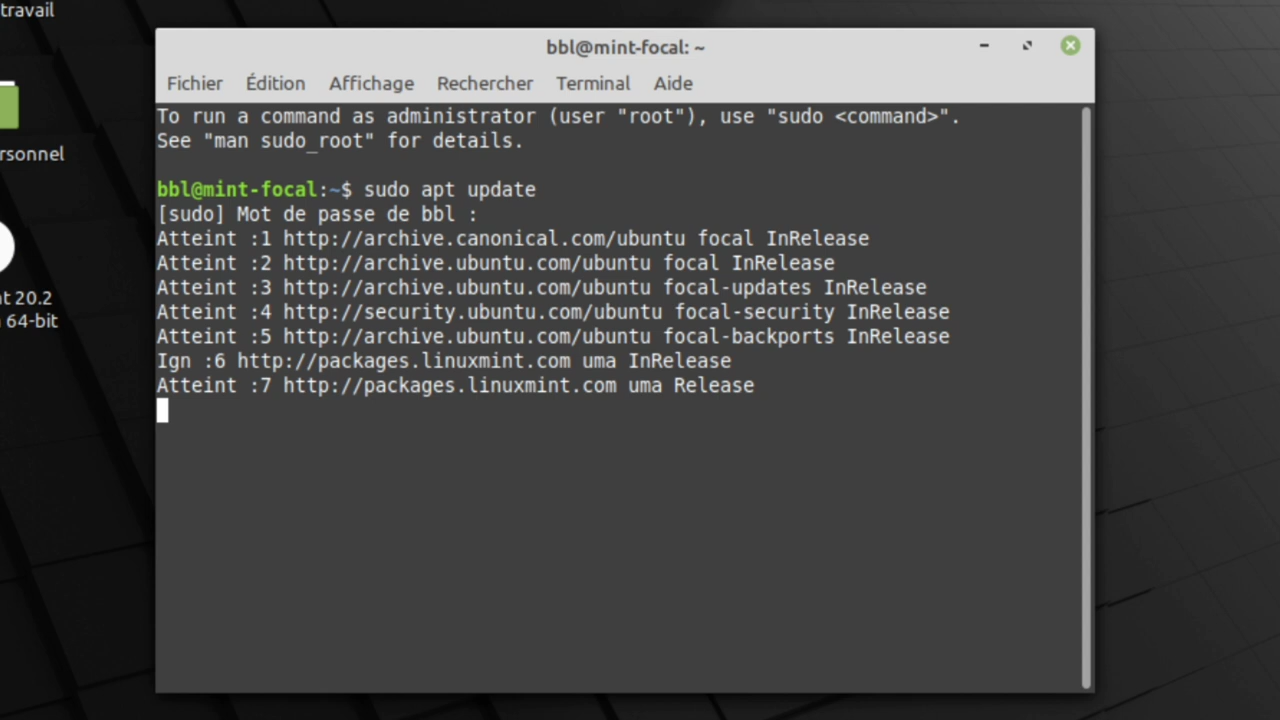 travail
rsonnel
t 20.2
64-bit
bbl@mint-focal: ~
Fichier Édition Affichage Rechercher Terminal Aide
To run a command as administrator (user "root"), use "sudo <command>".
See "man sudo_root" for details.
bbl@mint-focal:~$ sudo apt update
[sudo] Mot de passe de bbl :
Atteint :1 http://archive.canonical.com/ubuntu focal InRelease
Atteint :2 http://archive.ubuntu.com/ubuntu focal InRelease
Atteint :3 http://archive.ubuntu.com/ubuntu focal-updates InRelease
Atteint :4 http://security.ubuntu.com/ubuntu focal-security InRelease
Atteint :5 http://archive.ubuntu.com/ubuntu focal-backports InRelease
Ign :6 http://packages.linuxmint.com uma InRelease
Atteint :7 http://packages.linuxmint.com uma Release